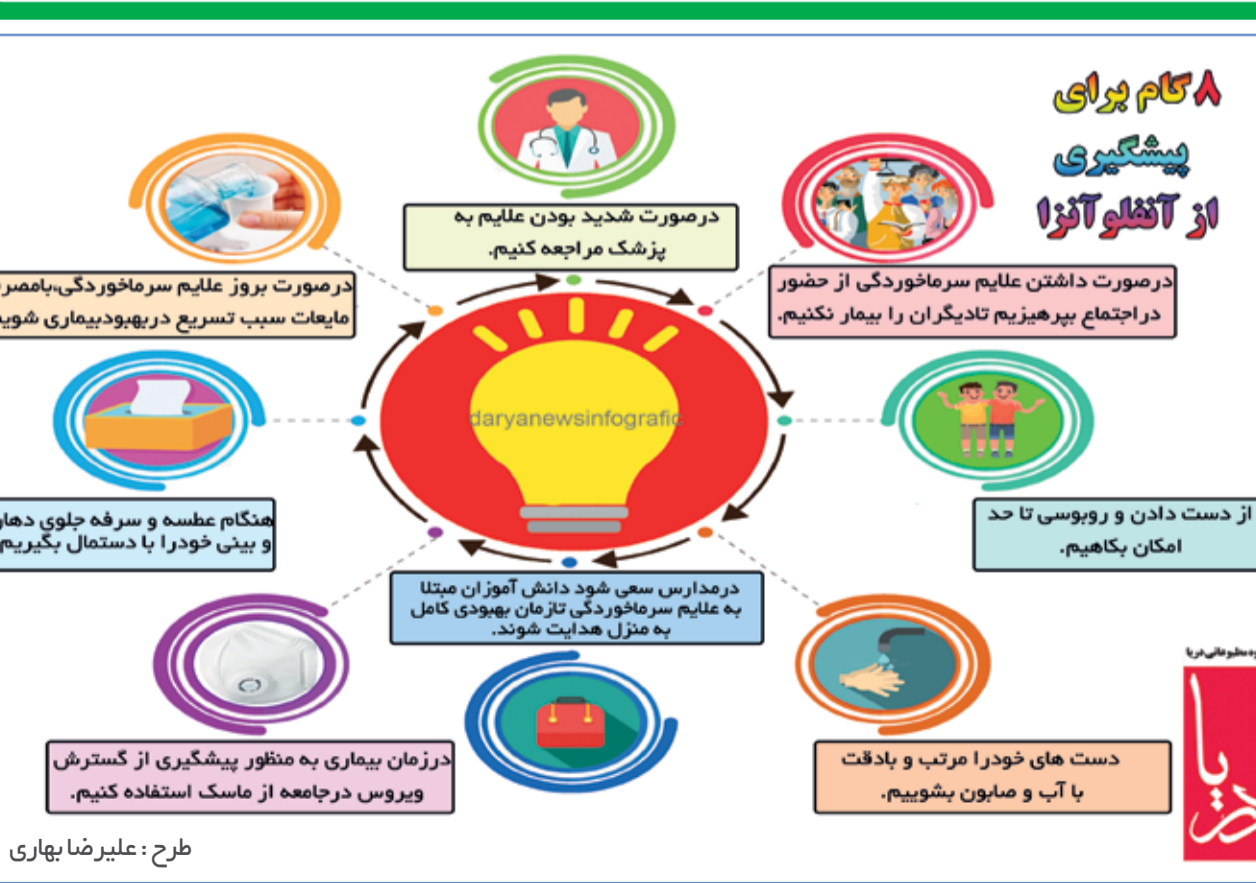 ۸ گام برای
پیشگیری
از آنفلوآنزا
درصورت شدید بودن علایم به
پزشک مراجعه کنیم.
درصورت داشتن علایم سرماخوردگی از حضور
دراجتماع بپرهیزیم تادیگران را بیمار نکنیم.
از دست دادن و روبوسی تا حد
امکان بکاهیم.
دست های خودرا مرتب و بادقت
با آب و صابون بشوییم.
درمدارس سعی شود دانش آموزان مبتلا
به علایم سرماخوردگی تازمان بهبودی کامل
به منزل هدایت شوند.
درزمان بیماری به منظور پیشگیری از گسترش
ویروس درجامعه از ماسک استفاده کنیم.
هنگام عطسه و سرفه جلوی
و بینی خودرا با دستمال بگیریم
درصورت بروز علایم سرماخوردگی،
مایعات سبب تسریع دربهبودبیماری
daryanewsinfografic
مطبوعاتی دریا
دریا
طرح : علیرضا بهاری